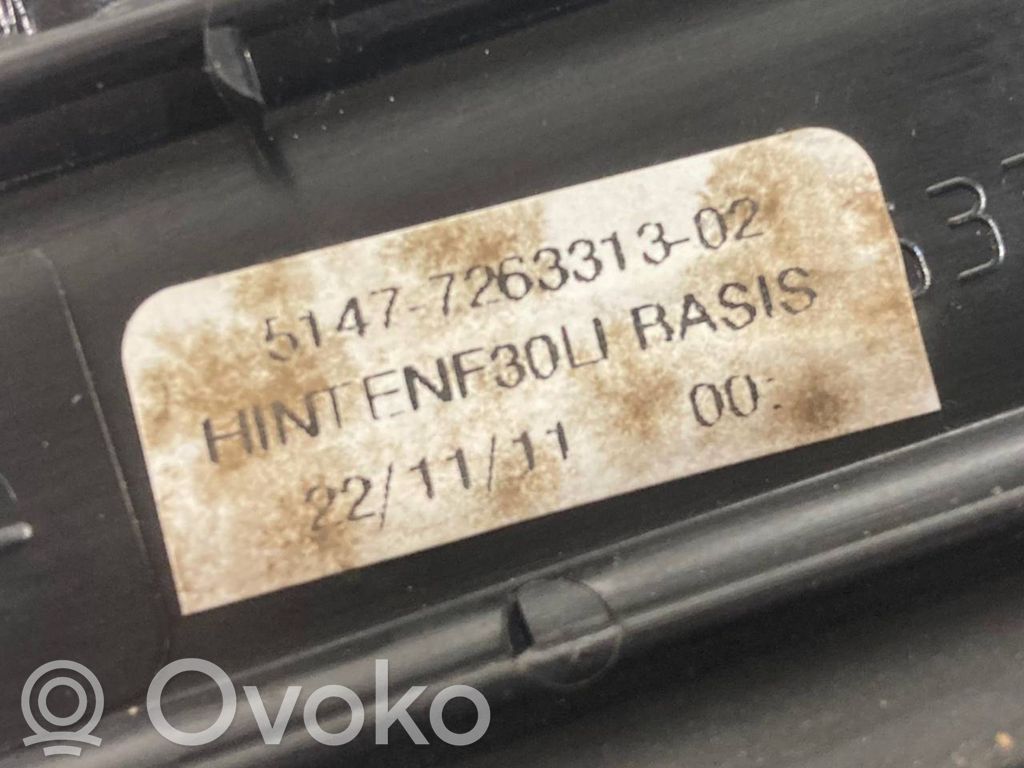 5147-7263313-02
HINTENF30LI BASIS
22/11/11 00:
Ovoko